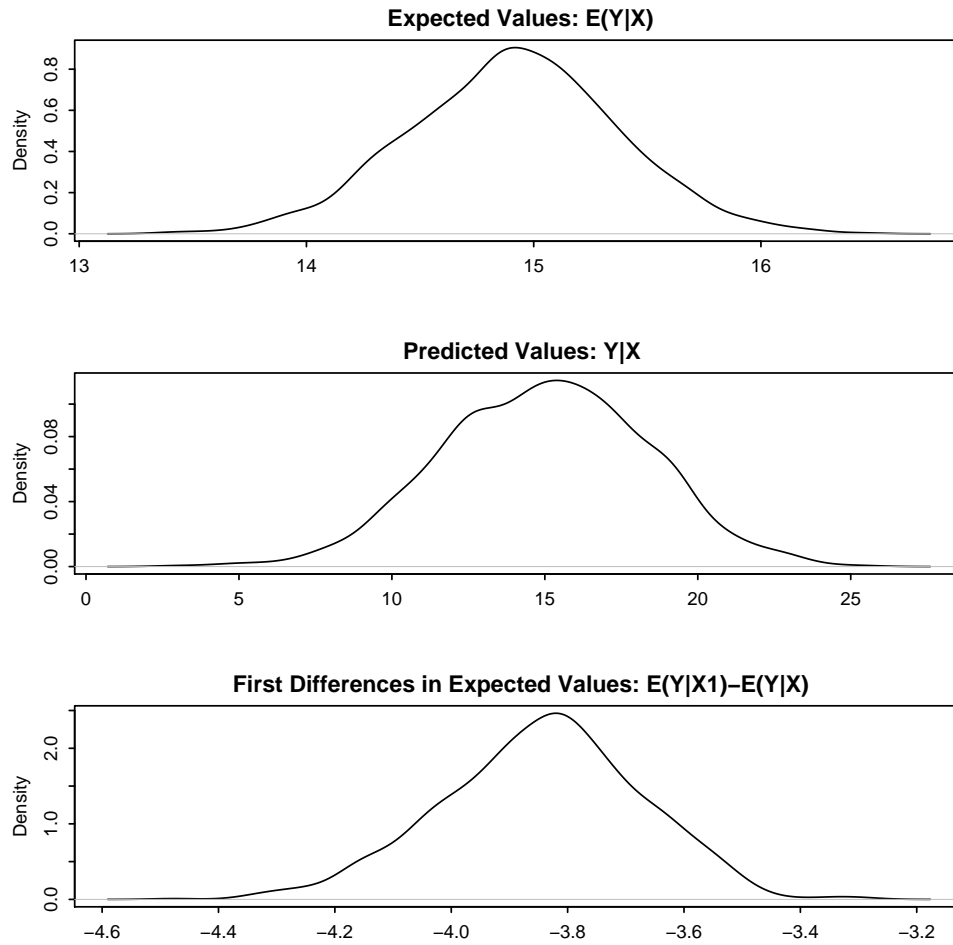 Expected Values: E(Y|X)
Density
0.0 0.2 0.4 0.6 0.8
13 14 15 16
Predicted Values: Y|X
Density
0.00 0.04 0.08
0 5 10 15 20 25
First Differences in Expected Values: E(Y|X1)−E(Y|X)
Density
0.0 1.0 2.0
−4.6 −4.4 −4.2 −4.0 −3.8 −3.6 −3.4 −3.2